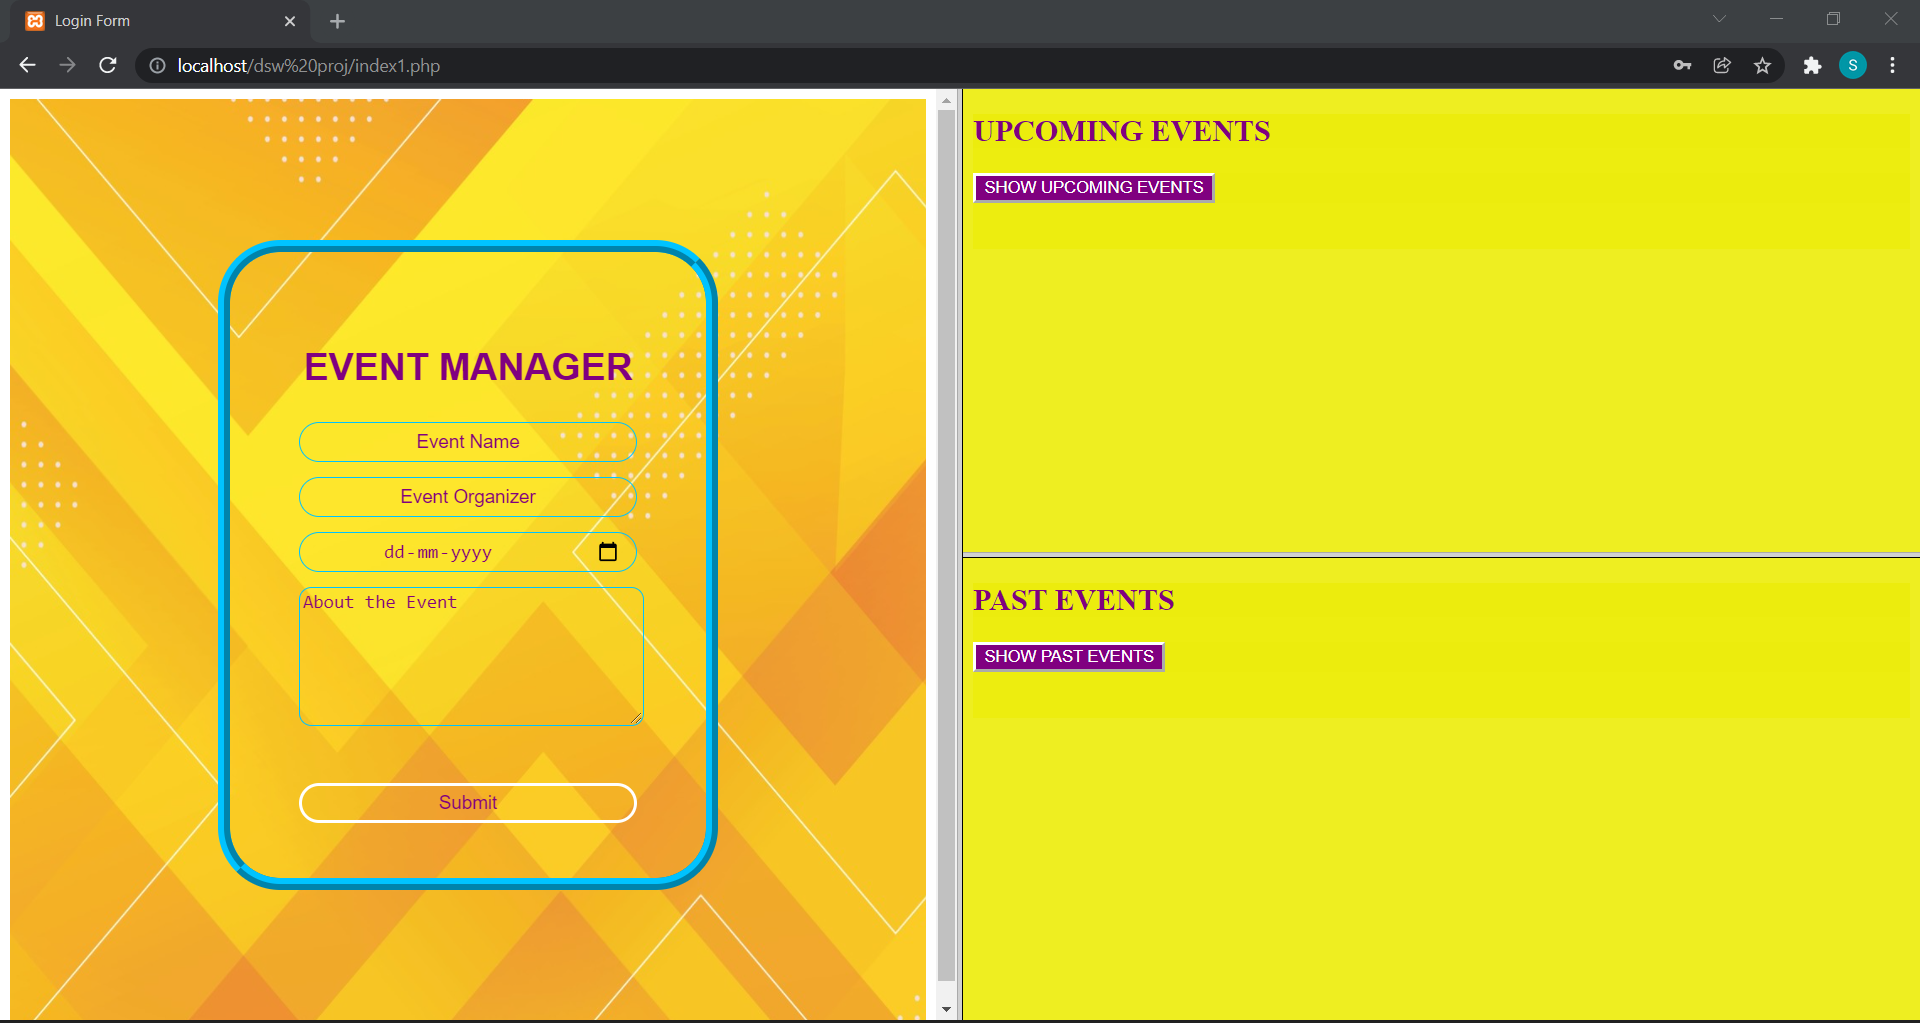 Login Form
localhost/dsw%20proj/index1.php
S
EVENT MANAGER
Event Name
Event Organizer
dd-mm-yyyy
About the Event
Submit
UPCOMING EVENTS
SHOW UPCOMING EVENTS
PAST EVENTS
SHOW PAST EVENTS